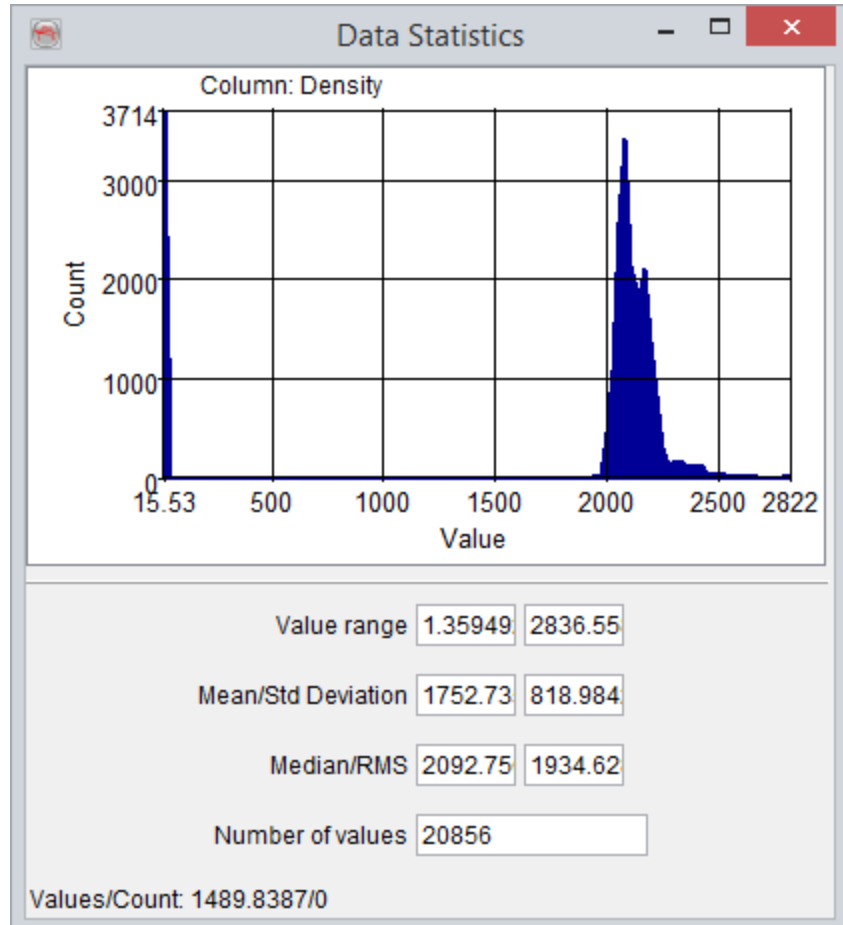 Data Statistics
Column: Density
3714
3000
2000
1000
0
15.53 500 1000 1500 2000 2500 2822
Count
Value
Value range 1.35949 2836.55
Mean/Std Deviation 1752.73 818.984
Median/RMS 2092.75 1934.62
Number of values 20856
Values/Count: 1489.8387/0